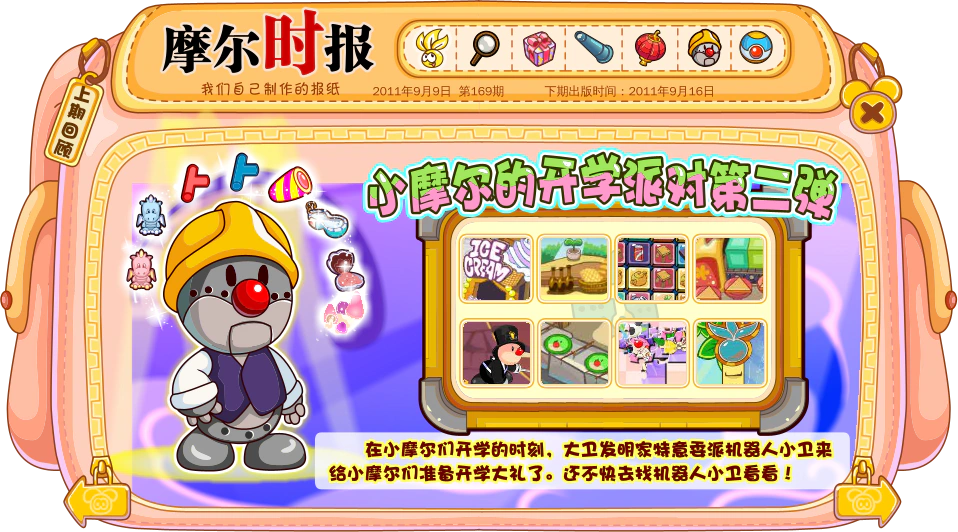 摩尔时报
我们自己制作的报纸
2011年9月9日 第169期
下期出版时间：2011年9月16日
上期回顾
小摩尔的开学派对第二弹
ICE
CREAM
在小摩尔们开学的时刻，大卫发明家特意委派机器人小卫来
给小摩尔们准备开学大礼了。还不快去找机器人小卫看看！